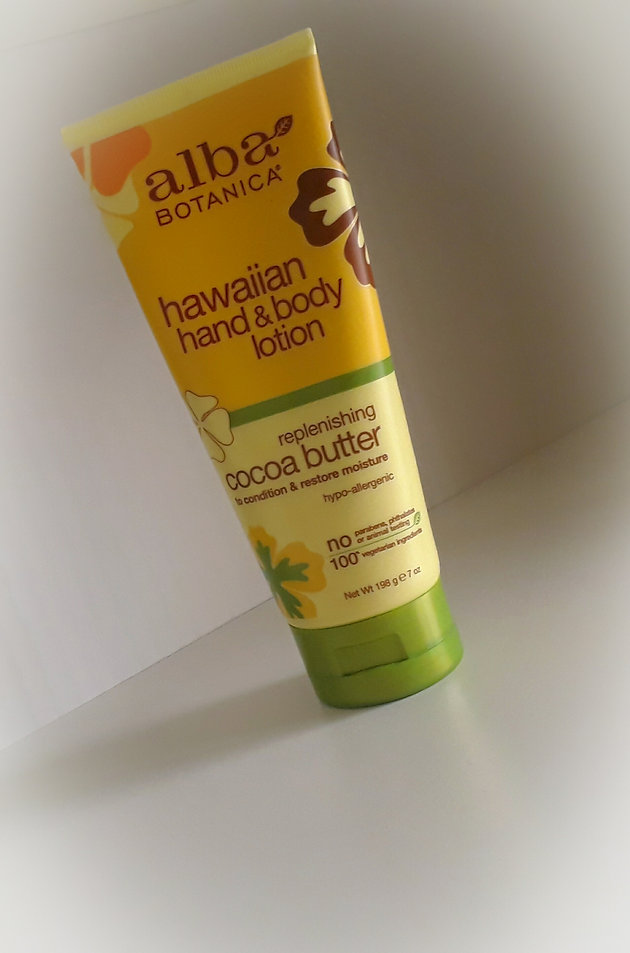 alba
BOTANICA®
hawaiian
hand & body
lotion
replenishing
cocoa butter
to condition & restore moisture
hypo-allergenic
no parabens, phthalates
or animal testing
100% vegetarian ingredients
Net Wt 198 g ℮ 7 oz